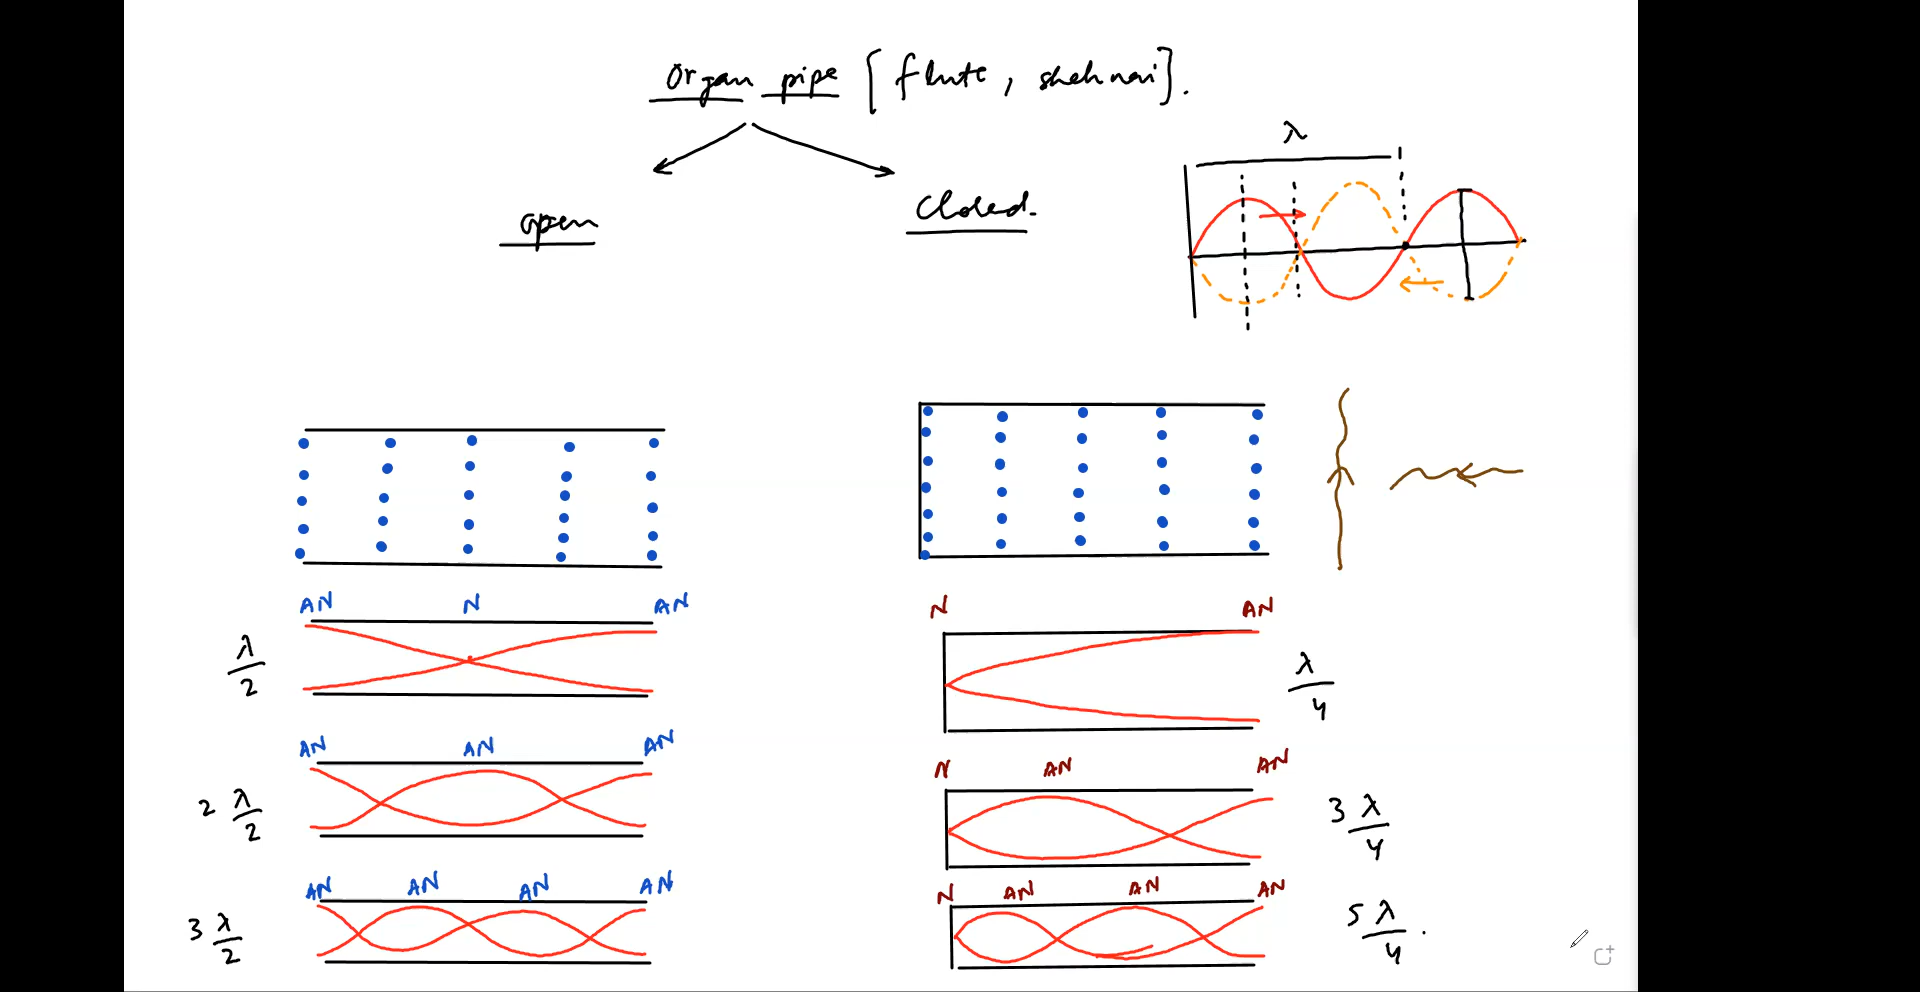 Organ pipe [flute, shehnai].
λ
open
Closed.
AN N AN
N AN
λ/2
λ/4
AN AN AN
N AN AN
2 λ/2
3 λ/4
AN AN AN AN
N AN AN AN
3 λ/2
5 λ/4.